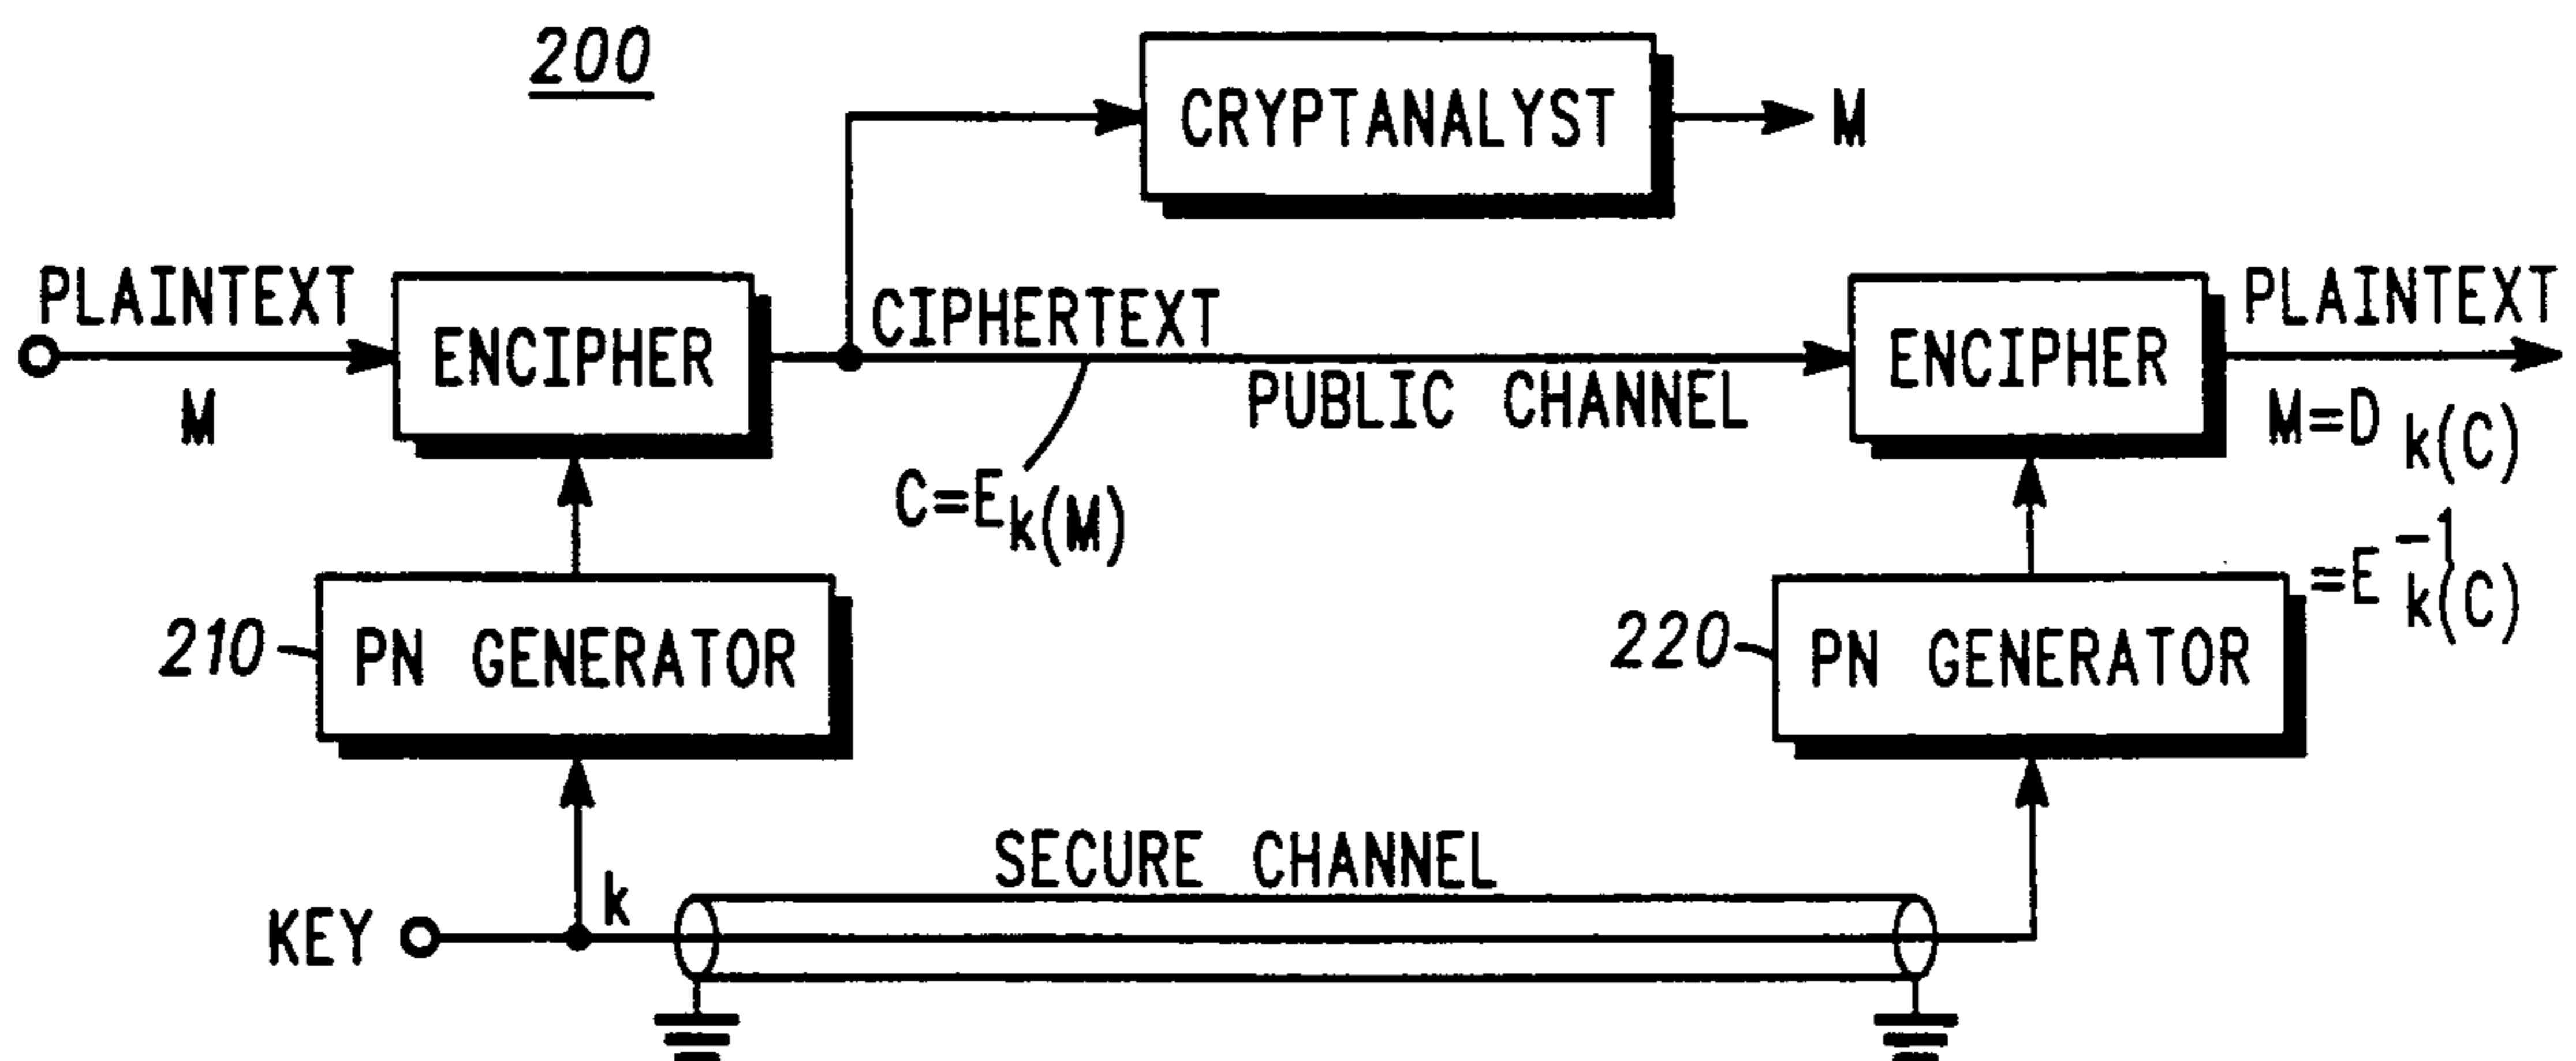 200
CRYPTANALYST
M
PLAINTEXT
M
ENCIPHER
CIPHERTEXT
PUBLIC CHANNEL
C=E k(M)
ENCIPHER
PLAINTEXT
M=D k(C)
=E -1 k(C)
210
PN GENERATOR
220
PN GENERATOR
SECURE CHANNEL
KEY
k